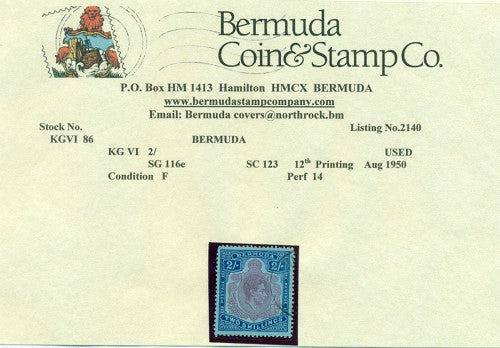 Bermuda
Coin & Stamp Co.
P.O. Box HM 1413 Hamilton HMCX BERMUDA
www.bermudastampcompany.com
Email: Bermuda covers@northrock.bm
Stock No. Listing No.2140
KGVI 86 BERMUDA USED
KG VI 2/
SG 116e SC 123 12th Printing Aug 1950
Condition F Perf 14
BERMUDA
2/- 2/-
TWO SHILLINGS